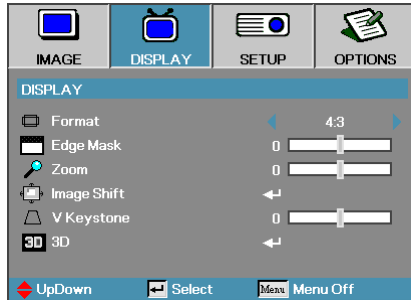 IMAGE DISPLAY SETUP OPTIONS
DISPLAY
Format 4:3
Edge Mask 0
Zoom 0
Image Shift
V Keystone 0
3D 3D
UpDown Select Menu Menu Off